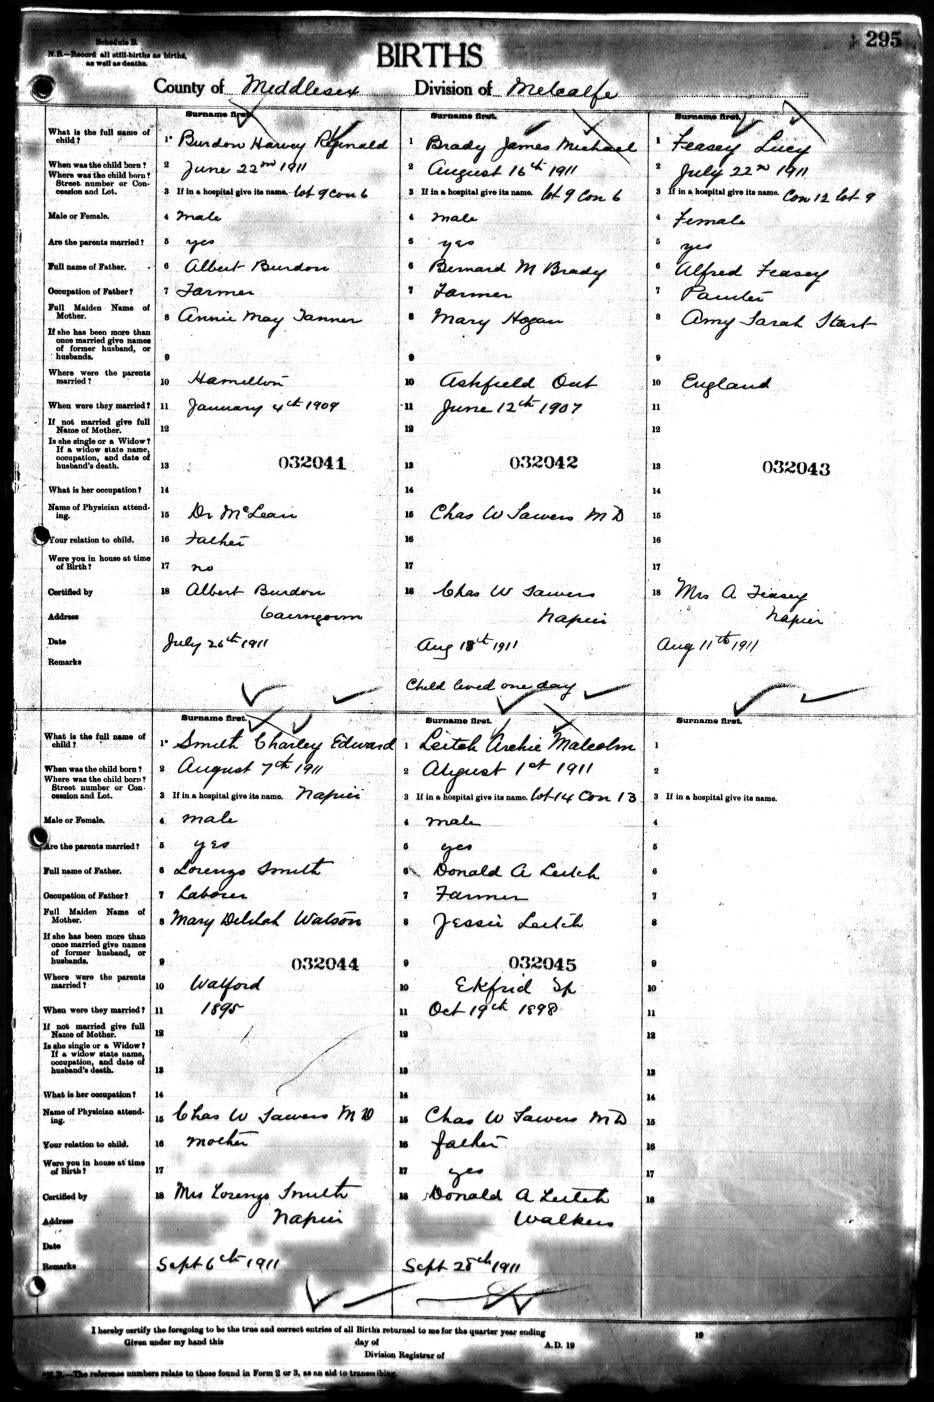 295
Schedule B.
N.B.—Record all still-births as births,
as well as deaths.
BIRTHS
County of Middlesex Division of Metcalfe
Surname first. Surname first. Surname first.
What is the full name of child? 1* Burdon Harvey Reginald 1 Brady James Michael 1 Feasey Lucy
When was the child born? 2 June 22nd 1911 2 August 16th 1911 2 July 22nd 1911
Where was the child born? Street number or Concession and Lot. 3 If in a hospital give its name. lot 9 con 6 3 If in a hospital give its name. lot 9 con 6 3 If in a hospital give its name. Con 12 lot 9
Male or Female. 4 male 4 male 4 Female
Are the parents married? 5 yes 5 yes 5 yes
Full name of Father. 6 Albert Burdon 6 Bernard M Brady 6 Alfred Feasey
Occupation of Father? 7 Farmer 7 Farmer 7 Painter
Full Maiden Name of Mother. 8 Annie May Tanner 8 Mary Hogan 8 Amy Sarah Start
If she has been more than once married give names of former husband, or husbands. 9 9 9
Where were the parents married? 10 Hamilton 10 Ashfield Ont 10 England
When were they married? 11 January 4th 1909 11 June 12th 1907 11
If not married give full Name of Mother. 12 12 12
Is she single or a Widow? If a widow state name, occupation, and date of husband's death. 13 032041 13 032042 13 032043
What is her occupation? 14 14 14
Name of Physician attending. 15 Dr McLean 15 Chas W Sawers MD 15
Your relation to child. 16 Father 16 16
Were you in house at time of Birth? 17 no 17 17
Certified by 18 Albert Burdon 18 Chas W Sawers 18 Mrs A Feasey
Address Cairngorm Napier Napier
Date July 26th 1911 Aug 18th 1911 Aug 11th 1911
Remarks Child lived one day
Surname first. Surname first. Surname first.
What is the full name of child? 1* Smith Charley Edward 1 Leitch Archie Malcolm 1
When was the child born? 2 August 7th 1911 2 August 1st 1911 2
Where was the child born? Street number or Concession and Lot. 3 If in a hospital give its name. Napier 3 If in a hospital give its name. lot 14 Con 13 3 If in a hospital give its name.
Male or Female. 4 male 4 male 4
Are the parents married? 5 yes 5 yes 5
Full name of Father. 6 Lorenzo Smith 6 Donald A Leitch 6
Occupation of Father? 7 Laborer 7 Farmer 7
Full Maiden Name of Mother. 8 Mary Delilah Watson 8 Jessie Leitch 8
If she has been more than once married give names of former husband, or husbands. 9 032044 9 032045 9
Where were the parents married? 10 Watford 10 Ekfrid Tp 10
When were they married? 11 1895 11 Oct 19th 1898 11
If not married give full Name of Mother. 12 12 12
Is she single or a Widow? If a widow state name, occupation, and date of husband's death. 13 13 13
What is her occupation? 14 14 14
Name of Physician attending. 15 Chas W Sawers MD 15 Chas W Sawers MD 15
Your relation to child. 16 mother 16 father 16
Were you in house at time of Birth? 17 17 yes 17
Certified by 18 Mrs Lorenzo Smith 18 Donald A Leitch 18
Address Napier Walkers
Date
Remarks Sept 6th 1911 Sept 28th 1911
I hereby certify the foregoing to be the true and correct entries of all Births returned to me for the quarter year ending 19
Given under my hand this day of A.D. 19
Division Registrar of
*N.B.—The reference numbers relate to those found in Form 2 or 3, as an aid to transcribing.